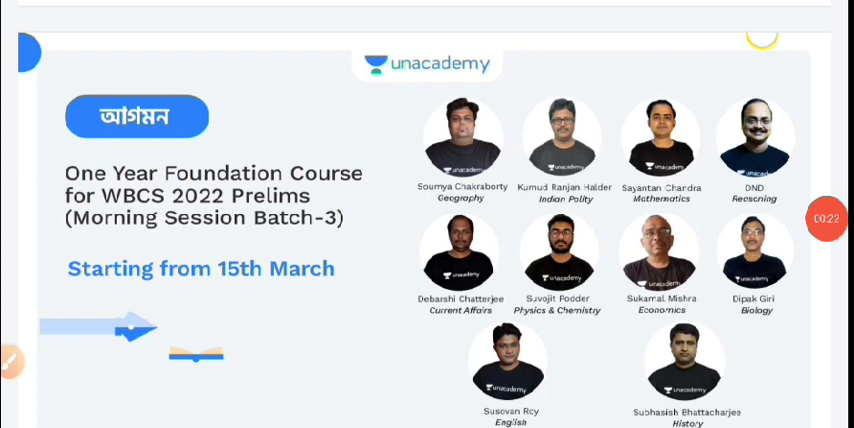 unacademy
আগমন
One Year Foundation Course
for WBCS 2022 Prelims
(Morning Session Batch-3)
Starting from 15th March
Soumya Chakraborty
Geography
Kumud Ranjan Halder
Indian Polity
Sayantan Chandra
Mathematics
DND
Reasoning
00:22
Debarshi Chatterjee
Current Affairs
Suvojit Podder
Physics & Chemistry
Sukamal Mishra
Economics
Dipak Giri
Biology
Susovan Roy
English
Subhasish Bhattacharjee
History